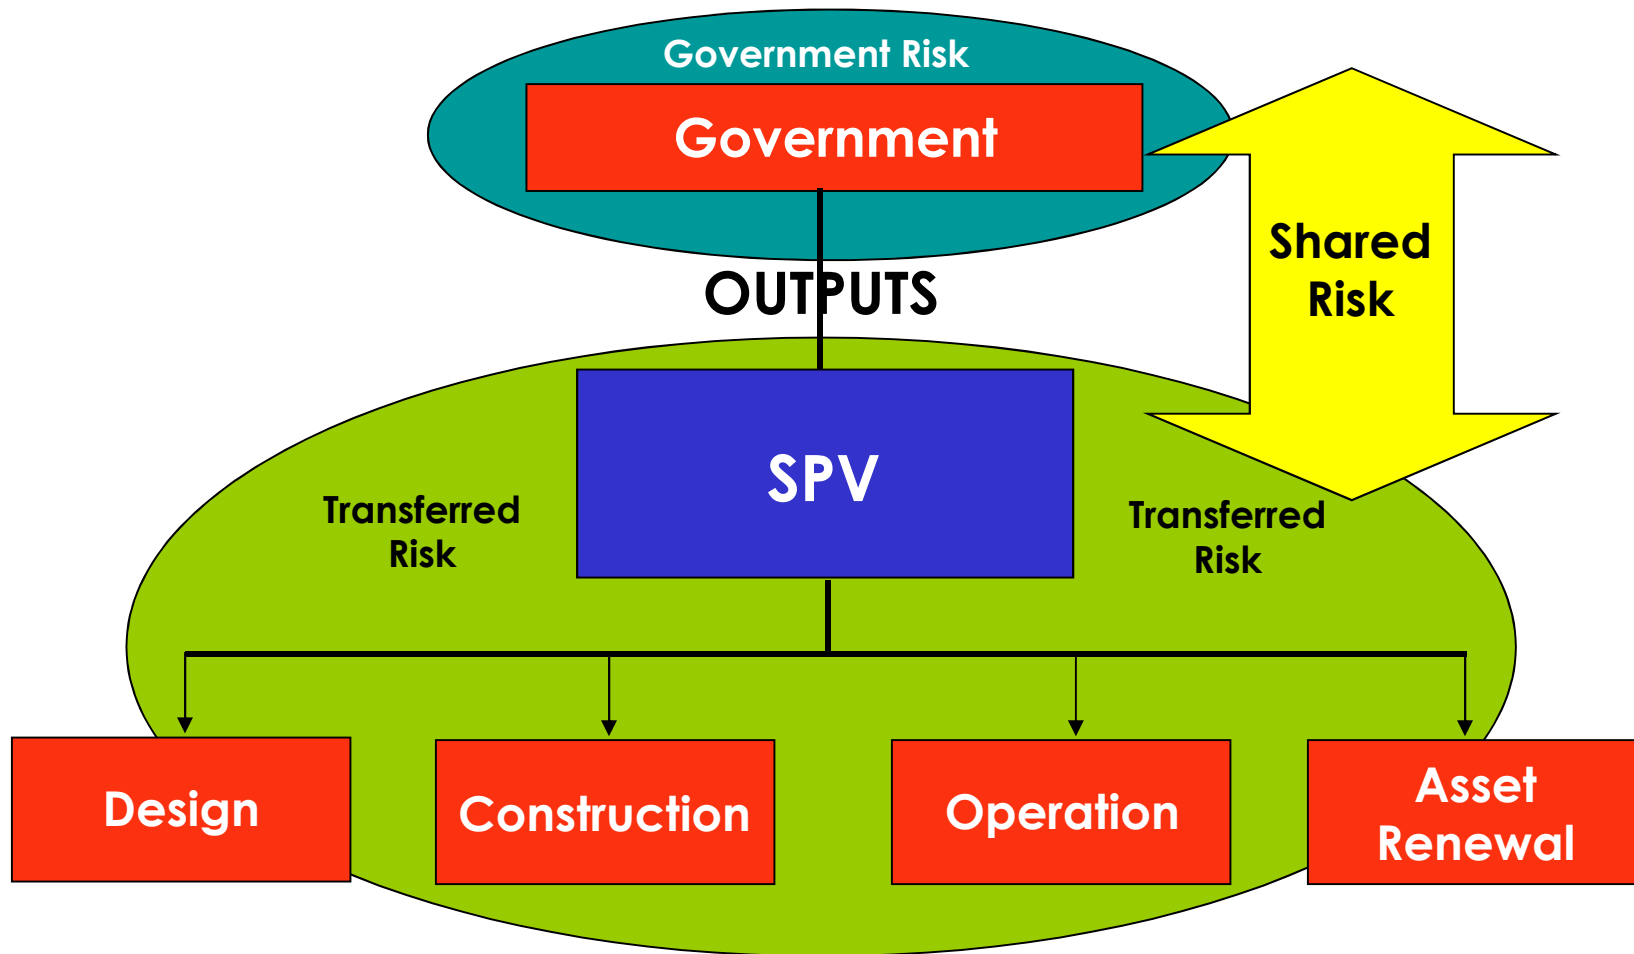 Government Risk
Government
Shared
Risk
OUTPUTS
SPV
Transferred
Risk
Transferred
Risk
Design
Construction
Operation
Asset
Renewal